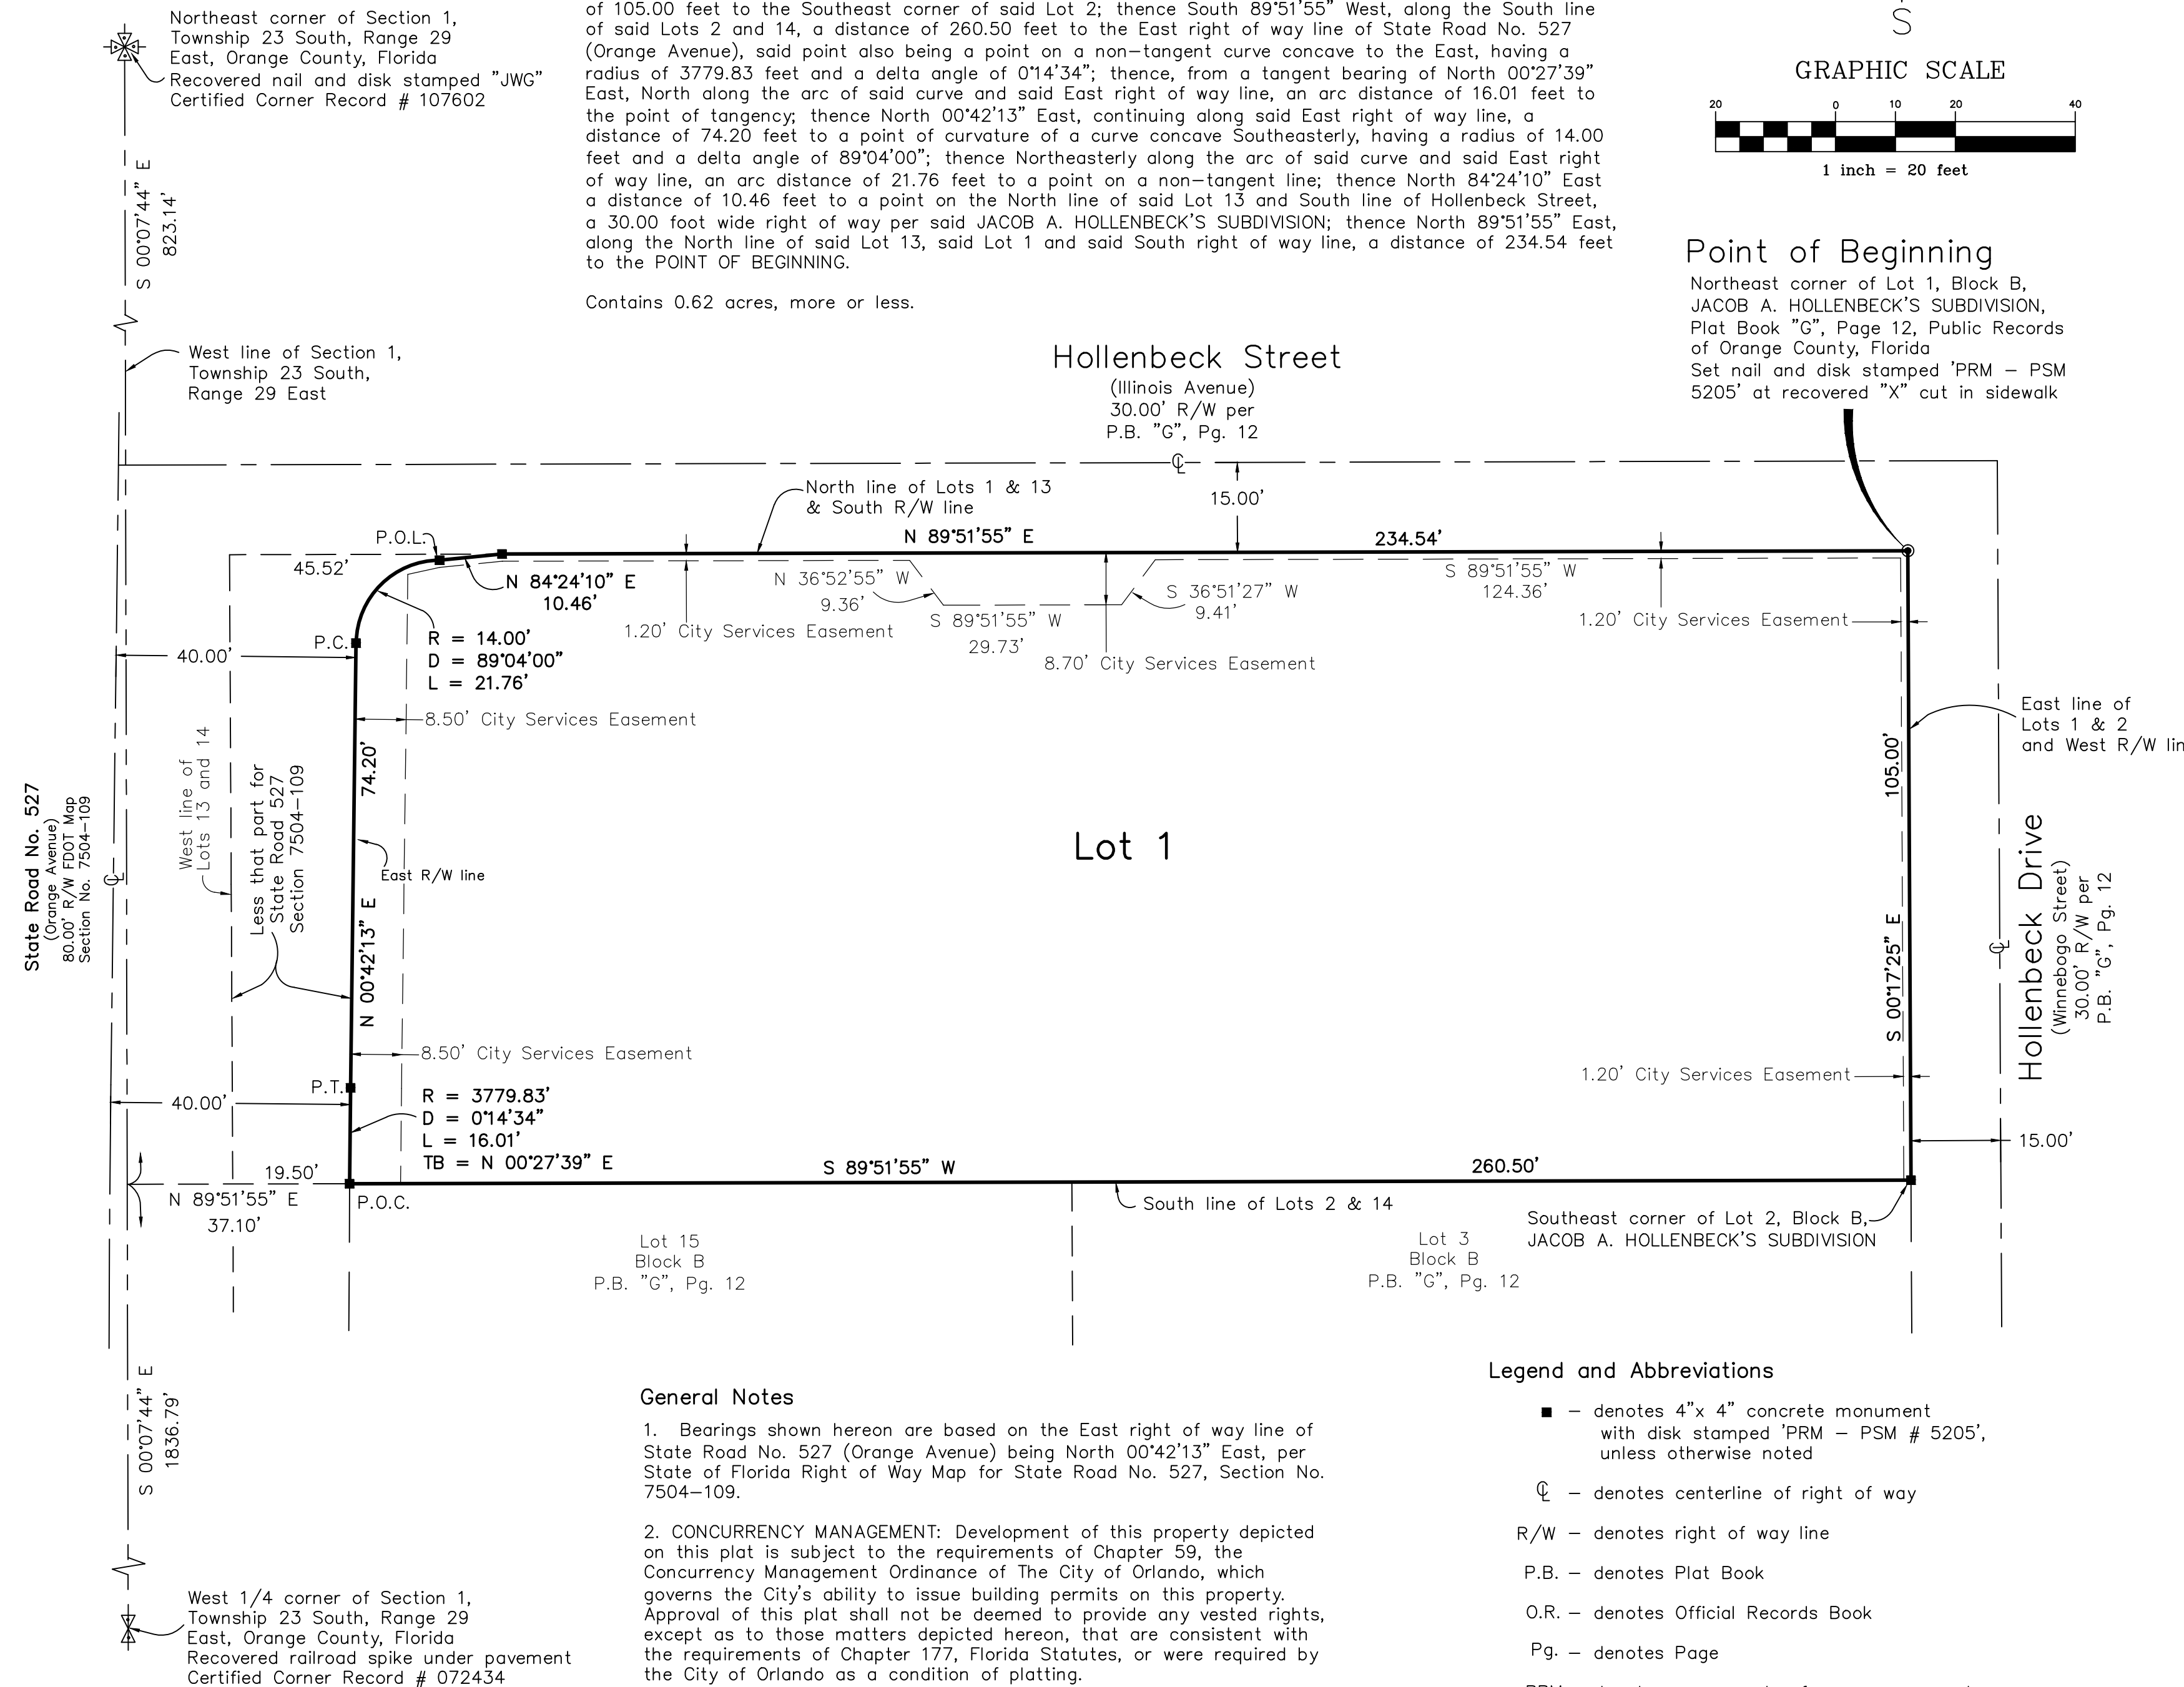 Northeast corner of Section 1,
Township 23 South, Range 29
East, Orange County, Florida
Recovered nail and disk stamped "JWG"
Certified Corner Record # 107602
of 105.00 feet to the Southeast corner of said Lot 2; thence South 89°51'55" West, along the South line
of said Lots 2 and 14, a distance of 260.50 feet to the East right of way line of State Road No. 527
(Orange Avenue), said point also being a point on a non-tangent curve concave to the East, having a
radius of 3779.83 feet and a delta angle of 0°14'34"; thence, from a tangent bearing of North 00°27'39"
East, North along the arc of said curve and said East right of way line, an arc distance of 16.01 feet to
the point of tangency; thence North 00°42'13" East, continuing along said East right of way line, a
distance of 74.20 feet to a point of curvature of a curve concave Southeasterly, having a radius of 14.00
feet and a delta angle of 89°04'00"; thence Northeasterly along the arc of said curve and said East right
of way line, an arc distance of 21.76 feet to a point on a non-tangent line; thence North 84°24'10" East
a distance of 10.46 feet to a point on the North line of said Lot 13 and South line of Hollenbeck Street,
a 30.00 foot wide right of way per said JACOB A. HOLLENBECK'S SUBDIVISION; thence North 89°51'55" East,
along the North line of said Lot 13, said Lot 1 and said South right of way line, a distance of 234.54 feet
to the POINT OF BEGINNING.
Contains 0.62 acres, more or less.
S
GRAPHIC SCALE
20 0 10 20 40
1 inch = 20 feet
Point of Beginning
Northeast corner of Lot 1, Block B,
JACOB A. HOLLENBECK'S SUBDIVISION,
Plat Book "G", Page 12, Public Records
of Orange County, Florida
Set nail and disk stamped 'PRM - PSM
5205' at recovered "X" cut in sidewalk
S 00°07'44" E
823.14'
West line of Section 1,
Township 23 South,
Range 29 East
Hollenbeck Street
(Illinois Avenue)
30.00' R/W per
P.B. "G", Pg. 12
℄
North line of Lots 1 & 13
& South R/W line
15.00'
N 89°51'55" E
234.54'
P.O.L.
45.52'
N 84°24'10" E
10.46'
N 36°52'55" W
9.36'
S 89°51'55" W
29.73'
S 36°51'27" W
9.41'
S 89°51'55" W
124.36'
1.20' City Services Easement
8.70' City Services Easement
1.20' City Services Easement
P.C.
40.00'
R = 14.00'
D = 89°04'00"
L = 21.76'
8.50' City Services Easement
East line of
Lots 1 & 2
and West R/W lin
74.20'
105.00'
West line of
Lots 13 and 14
Less that part for
State Road 527
Section 7504-109
State Road No. 527
(Orange Avenue)
80.00' R/W FDOT Map
Section No. 7504-109
℄
East R/W line
Lot 1
N 00°42'13" E
S 00°17'25" E
Hollenbeck Drive
(Winnebogo Street)
30.00' R/W per
P.B. "G", Pg. 12
℄
8.50' City Services Easement
1.20' City Services Easement
P.T.
40.00'
R = 3779.83'
D = 0°14'34"
L = 16.01'
TB = N 00°27'39" E
15.00'
19.50'
S 89°51'55" W
260.50'
N 89°51'55" E
37.10'
P.O.C.
South line of Lots 2 & 14
Southeast corner of Lot 2, Block B,
JACOB A. HOLLENBECK'S SUBDIVISION
Lot 15
Block B
P.B. "G", Pg. 12
Lot 3
Block B
P.B. "G", Pg. 12
S 00°07'44" E
1836.79'
West 1/4 corner of Section 1,
Township 23 South, Range 29
East, Orange County, Florida
Recovered railroad spike under pavement
Certified Corner Record # 072434
General Notes
1. Bearings shown hereon are based on the East right of way line of
State Road No. 527 (Orange Avenue) being North 00°42'13" East, per
State of Florida Right of Way Map for State Road No. 527, Section No.
7504-109.
2. CONCURRENCY MANAGEMENT: Development of this property depicted
on this plat is subject to the requirements of Chapter 59, the
Concurrency Management Ordinance of The City of Orlando, which
governs the City's ability to issue building permits on this property.
Approval of this plat shall not be deemed to provide any vested rights,
except as to those matters depicted hereon, that are consistent with
the requirements of Chapter 177, Florida Statutes, or were required by
the City of Orlando as a condition of platting.
Legend and Abbreviations
■ - denotes 4"x 4" concrete monument
with disk stamped 'PRM - PSM # 5205',
unless otherwise noted
℄ - denotes centerline of right of way
R/W - denotes right of way line
P.B. - denotes Plat Book
O.R. - denotes Official Records Book
Pg. - denotes Page